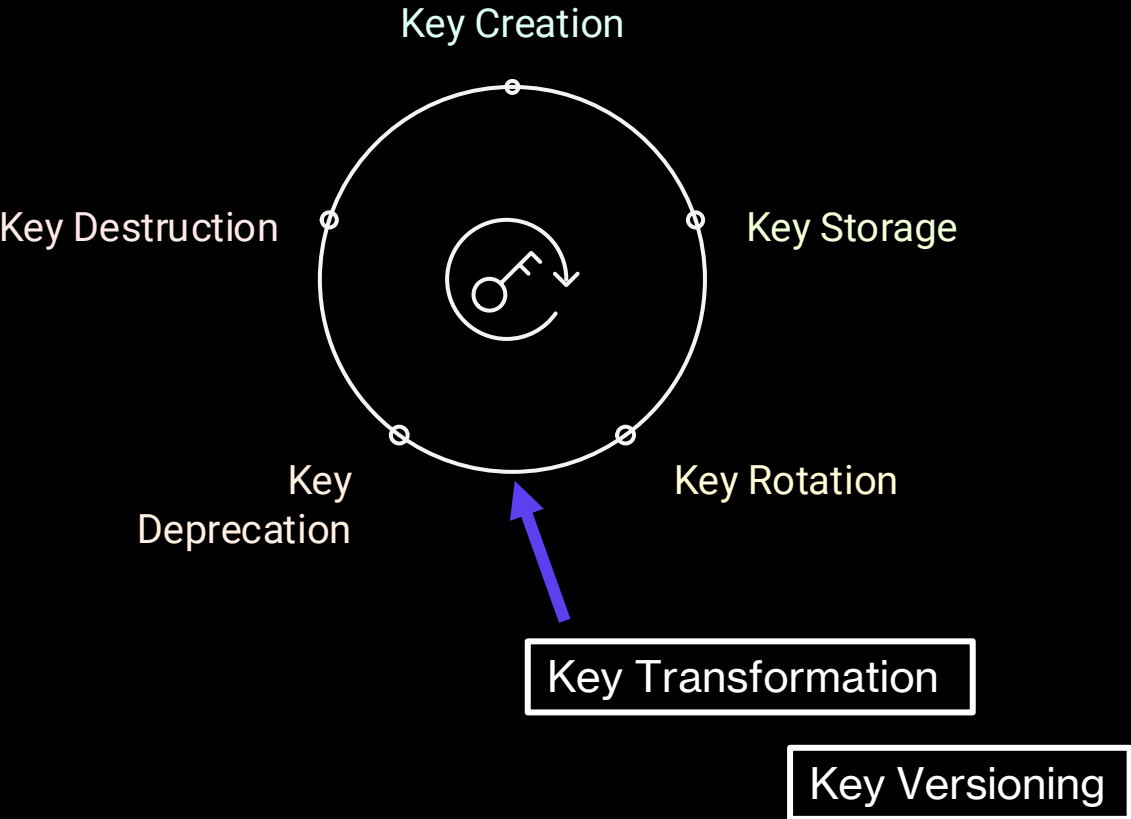 Key Creation
Key Destruction
Key Storage
Key
Deprecation
Key Rotation
Key Transformation
Key Versioning